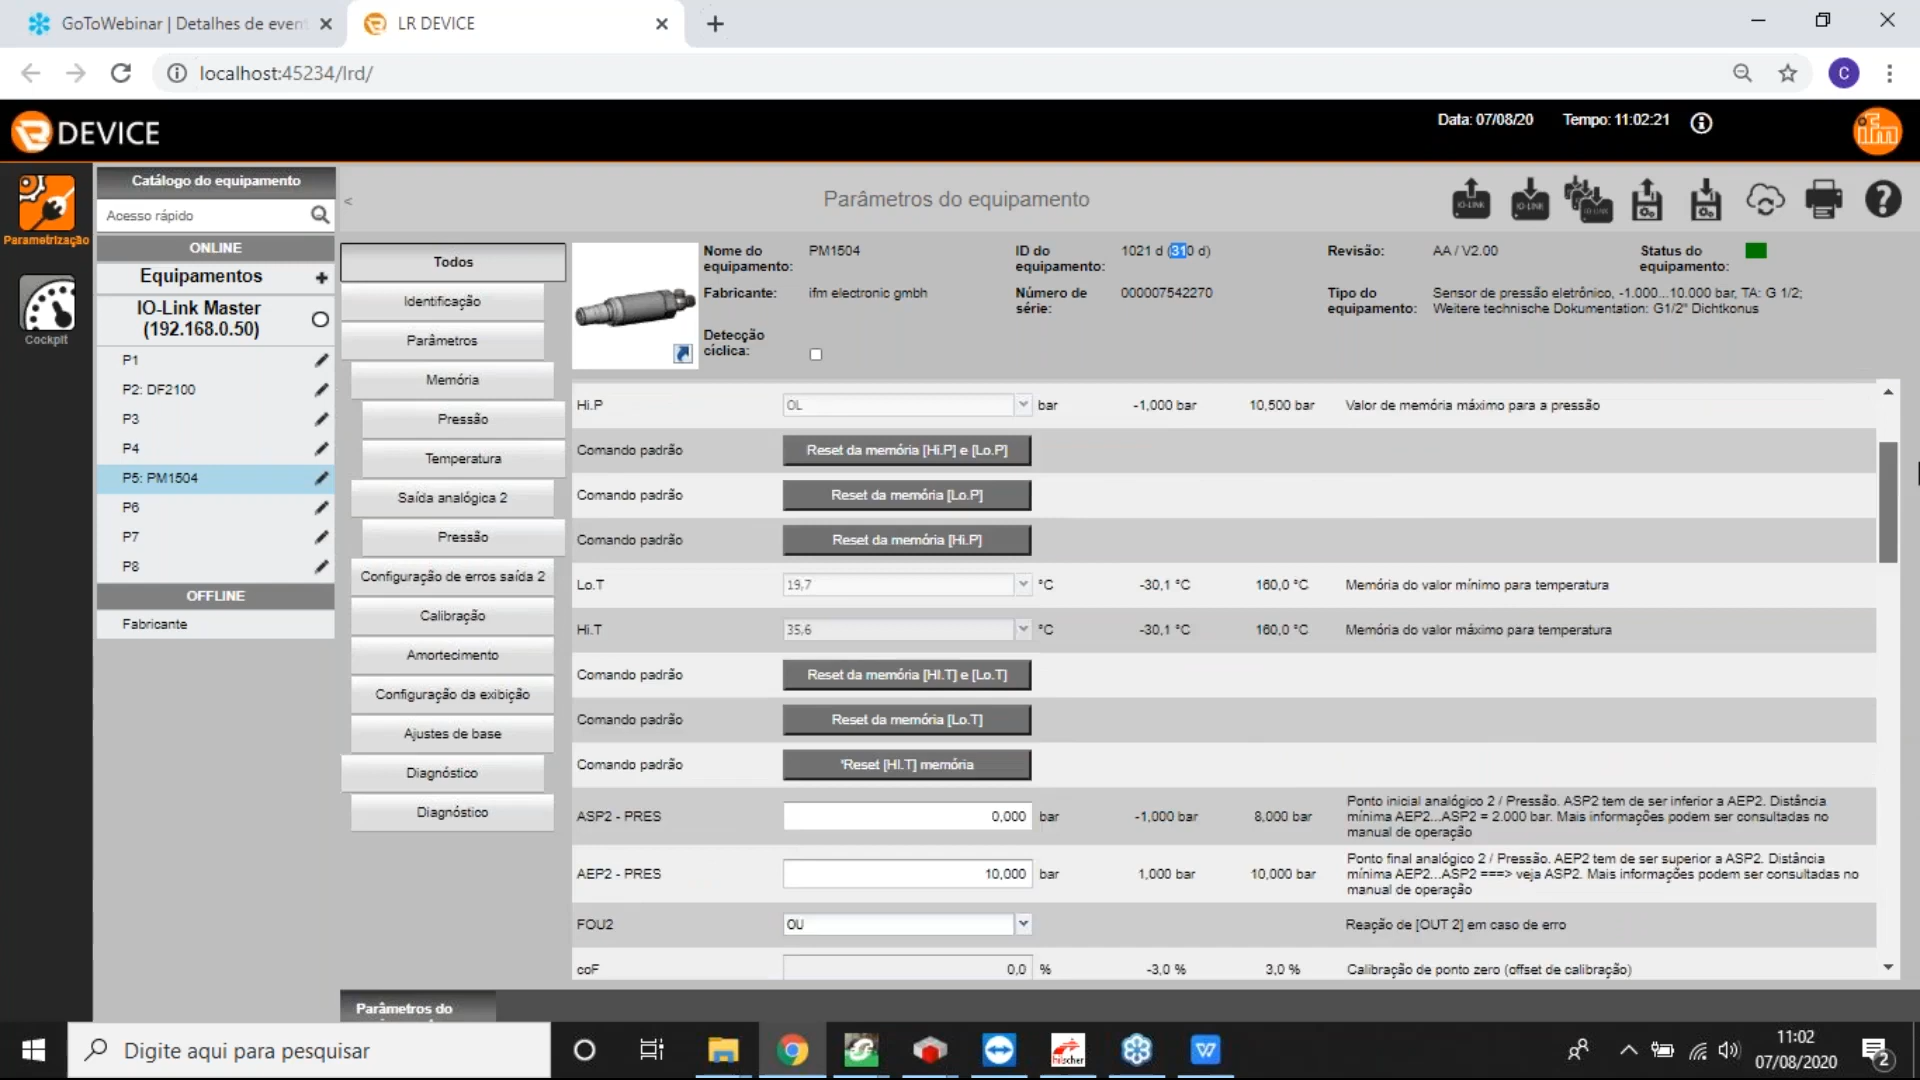 GoToWebinar | Detalhes de even
LR DEVICE
localhost:45234/lrd/
C
DEVICE
Data: 07/08/20
Tempo: 11:02:21
ifm
Parametrização
Cockpit
Catálogo do equipamento
Acesso rápido
ONLINE
Equipamentos
+
IO-Link Master
(192.168.0.50)
P1
P2: DF2100
P3
P4
P5: PM1504
P6
P7
P8
OFFLINE
Fabricante
<
Parâmetros do equipamento
IO-LINK
IO-LINK
IO-LINK
?
Todos
Identificação
Parâmetros
Memória
Pressão
Temperatura
Saída analógica 2
Pressão
Configuração de erros saída 2
Calibração
Amortecimento
Configuração da exibição
Ajustes de base
Diagnóstico
Diagnóstico
Nome do
equipamento:
PM1504
ID do
equipamento:
1021 d (310 d)
Revisão:
AA / V2.00
Status do
equipamento:
Fabricante:
ifm electronic gmbh
Número de
série:
000007542270
Tipo do
equipamento:
Sensor de pressão eletrônico, -1.000...10.000 bar, TA: G 1/2;
Weitere technische Dokumentation: G1/2" Dichtkonus
Detecção
cíclica:
Hi.P OL bar -1,000 bar 10,500 bar Valor de memória máximo para a pressão
Comando padrão Reset da memória [Hi.P] e [Lo.P]
Comando padrão Reset da memória [Lo.P]
Comando padrão Reset da memória [Hi.P]
Lo.T 19,7 °C -30,1 °C 160,0 °C Memória do valor mínimo para temperatura
Hi.T 35,6 °C -30,1 °C 160,0 °C Memória do valor máximo para temperatura
Comando padrão Reset da memória [HI.T] e [Lo.T]
Comando padrão Reset da memória [Lo.T]
Comando padrão 'Reset [HI.T] memória
ASP2 - PRES 0,000 bar -1,000 bar 8,000 bar
Ponto inicial analógico 2 / Pressão. ASP2 tem de ser inferior a AEP2. Distância
mínima AEP2...ASP2 = 2.000 bar. Mais informações podem ser consultadas no
manual de operação
AEP2 - PRES 10,000 bar 1,000 bar 10,000 bar
Ponto final analógico 2 / Pressão. AEP2 tem de ser superior a ASP2. Distância
mínima AEP2...ASP2 ===> veja ASP2. Mais informações podem ser consultadas no
manual de operação
FOU2 OU Reação de [OUT 2] em caso de erro
coF 0,0 % -3,0 % 3,0 % Calibração de ponto zero (offset de calibração)
Parâmetros do
Digite aqui para pesquisar
hilscher
W
11:02
07/08/2020
2